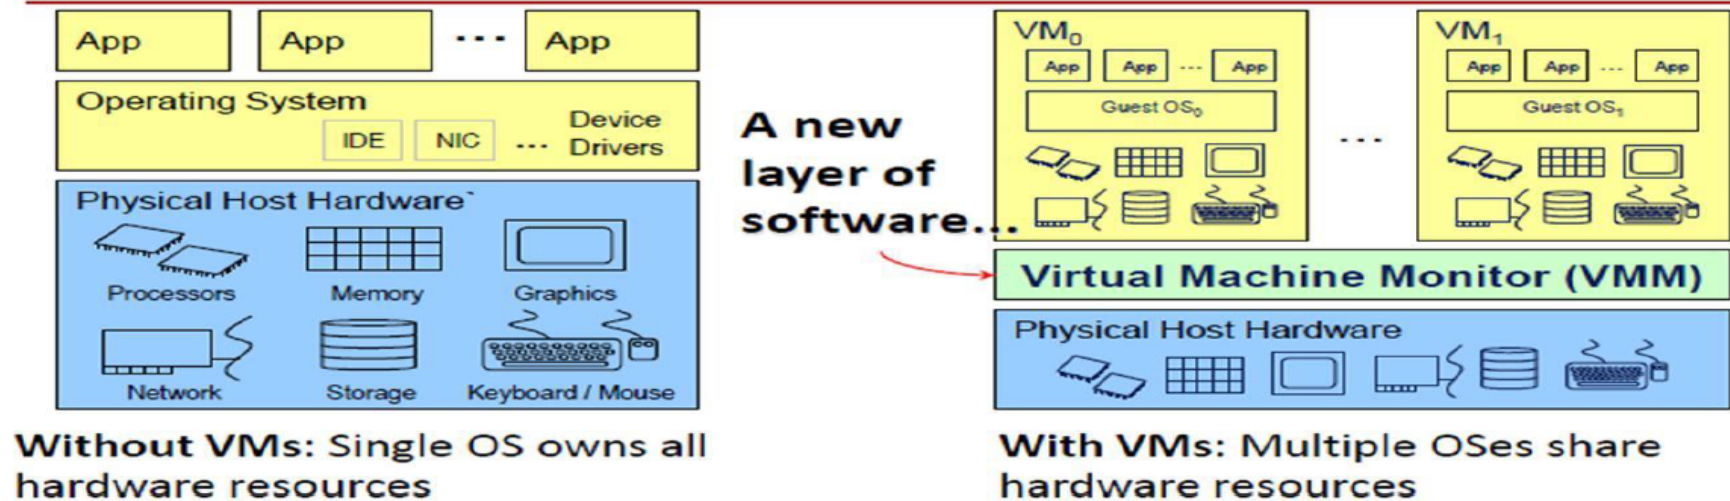 App
App
...
App
Operating System
IDE
NIC
...
Device
Drivers
Physical Host Hardware`
Processors
Memory
Graphics
Network
Storage
Keyboard / Mouse
Without VMs: Single OS owns all
hardware resources
A new
layer of
software...
VM₀
App
App
...
App
Guest OS₀
...
VM₁
App
App
...
App
Guest OS₁
Virtual Machine Monitor (VMM)
Physical Host Hardware
With VMs: Multiple OSes share
hardware resources